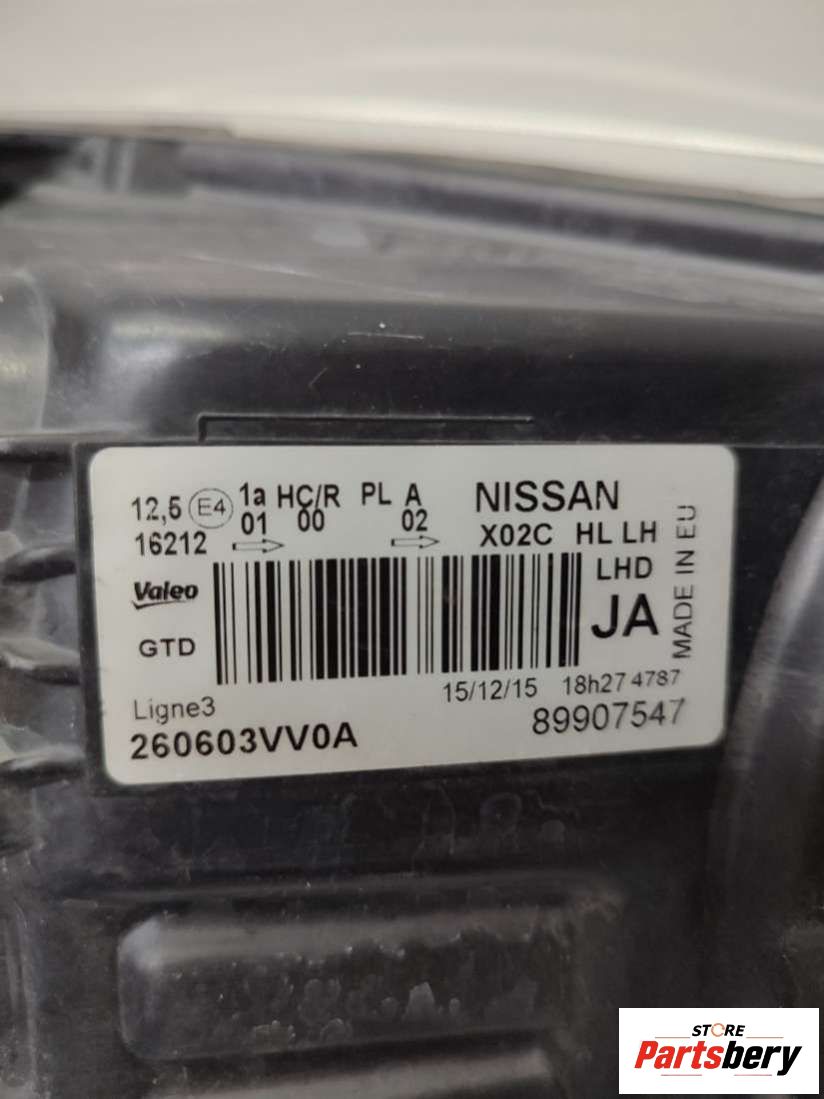 12,5 E4 1a HC/R PL A NISSAN
01 00 02
16212 X02C HL LH
Valeo LHD
JA
GTD
MADE IN EU
15/12/15 18h27 4787
Ligne3
260603VV0A 89907547
STORE
Partsbery